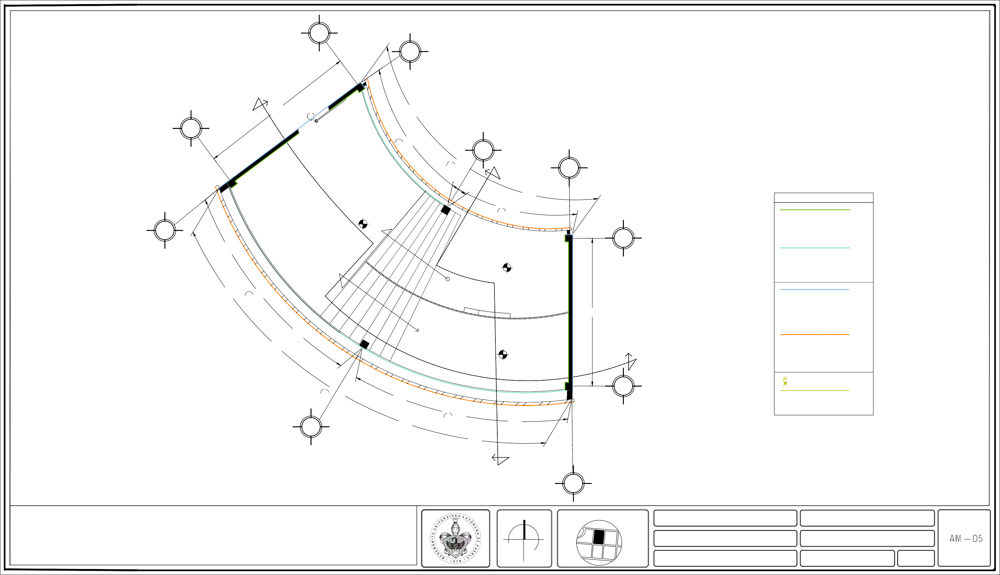 BENEMÉRITA UNIVERSIDAD AUTÓNOMA DE PUEBLA
1578
AM-05